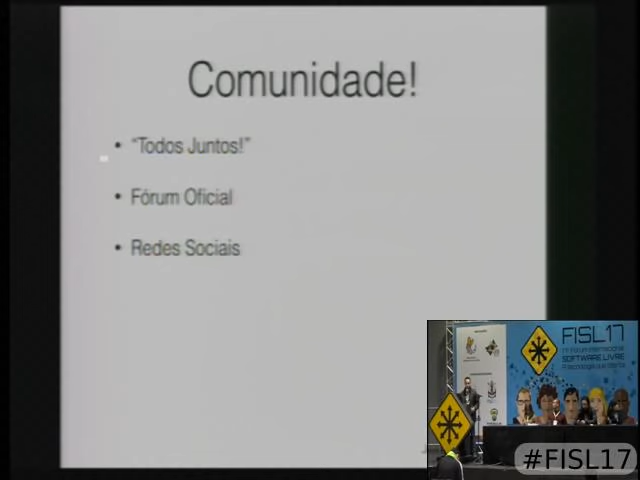 Comunidade!
• “Todos Juntos!”
• Fórum Oficial
• Redes Sociais
FISL17
SOFTWARE LIVRE
#FISL17